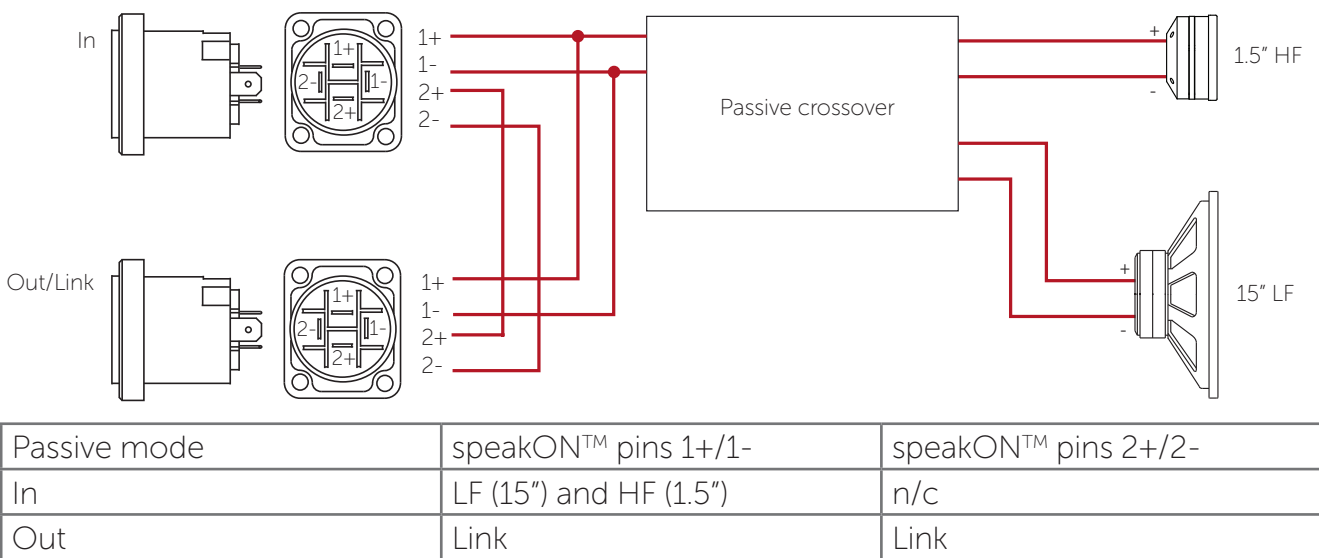 In
1+
2-
1-
2+
1+
1-
2+
2-
Passive crossover
+
-
1.5” HF
Out/Link
1+
2-
1-
2+
1+
1-
2+
2-
+
-
15” LF
Passive mode
speakON™ pins 1+/1-
speakON™ pins 2+/2-
In
LF (15”) and HF (1.5”)
n/c
Out
Link
Link